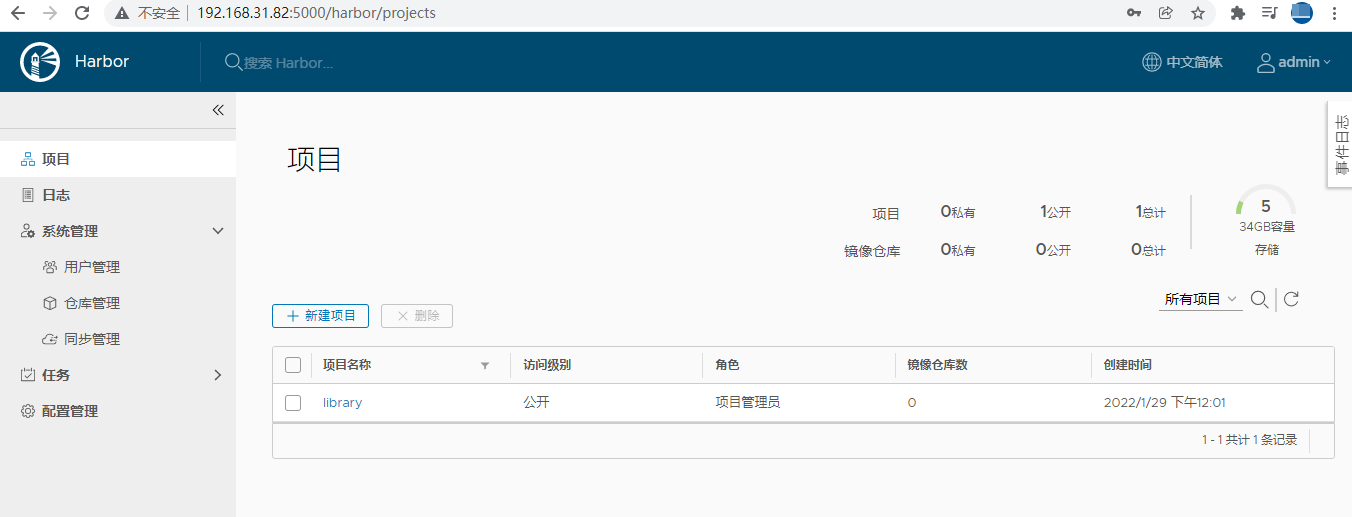 不安全 192.168.31.82:5000/harbor/projects
Harbor 搜索 Harbor... 中文简体 admin
事件日志
项目
日志
系统管理
用户管理
仓库管理
同步管理
任务
配置管理
项目
项目 0私有 1公开 1总计
镜像仓库 0私有 0公开 0总计
5
34GB容量
存储
所有项目
新建项目 删除
项目名称 访问级别 角色 镜像仓库数 创建时间
library 公开 项目管理员 0 2022/1/29 下午12:01
1 - 1 共计 1 条记录